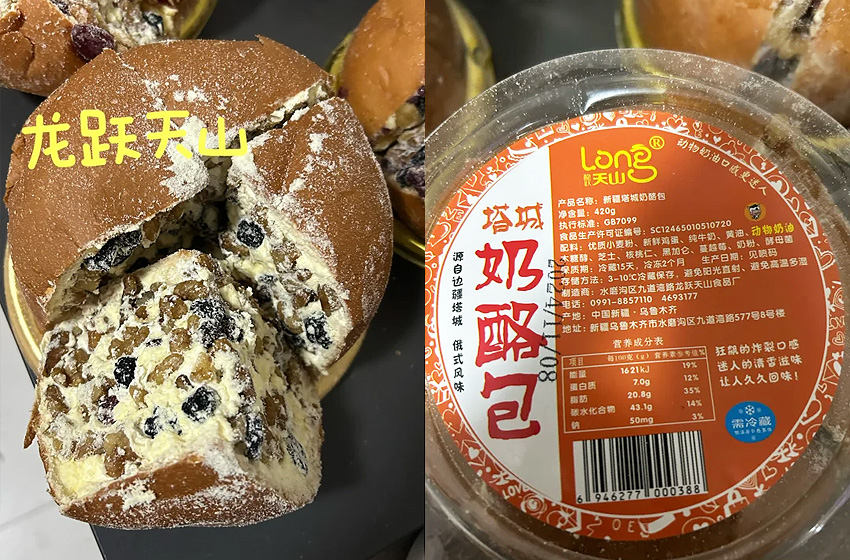 龙跃天山
Long®
天山
动物奶油口感更迷人
塔城
奶酪包
源自边疆塔城 俄式风味
产品名称：新疆塔城奶酪包
净含量：420g
执行标准：GB7099
食品生产许可证编号：SC12465010510720
动物奶油
配料：优质小麦粉、新鲜鸡蛋、纯牛奶、黄油、
木糖醇、芝士、核桃仁、黑加仑、蔓越莓、奶粉、酵母菌
保质期：冷藏15天，冷冻2个月 生产日期：见喷码
存储方法：3-10℃冷藏保存，避免阳光直射，避免高温多湿
制造商：水磨沟区九道湾路龙跃天山食品厂
电话：0991-8857110 4693177
产地：中国新疆·乌鲁木齐
地址：新疆乌鲁木齐市水磨沟区九道湾路577号8号楼
2024/11/08
营养成分表
项目 每100克(g) 营养素参考值%
能量 1621kJ 19%
蛋白质 7.0g 12%
脂肪 20.8g 35%
碳水化合物 43.1g 14%
钠 50mg 3%
狂飙的炸裂口感
迷人的清香滋味
让人久久回味！
需冷藏
6 946277 000388